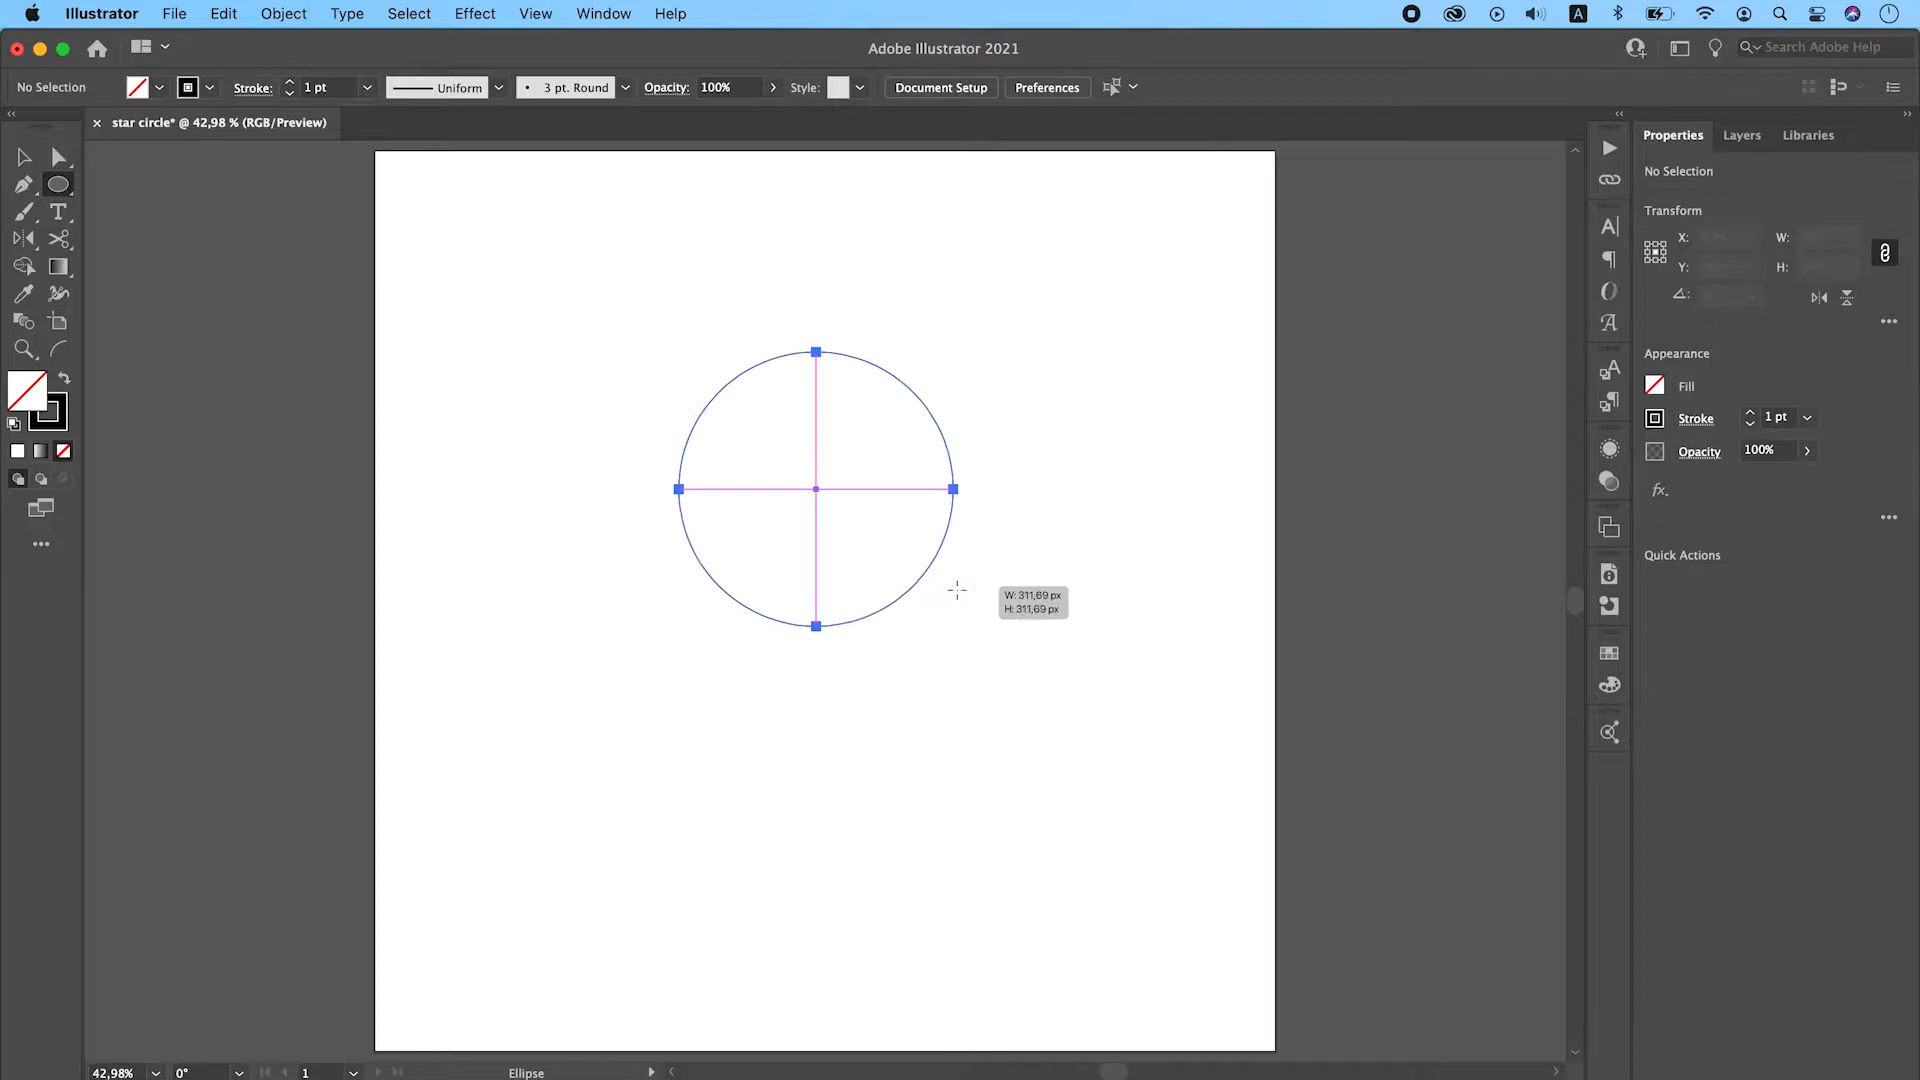 Illustrator File Edit Object Type Select Effect View Window Help A
Adobe Illustrator 2021 Search Adobe Help
No Selection Stroke: 1 pt Uniform 3 pt. Round Opacity: 100% Style: Document Setup Preferences
star circle* @ 42,98 % (RGB/Preview)
Properties Layers Libraries
No Selection
Transform
X: W:
Y: H:
Appearance
Fill
Stroke 1 pt
Opacity 100%
fx.
Quick Actions
W: 311,69 px
H: 311,69 px
42,98% 0° 1 Ellipse